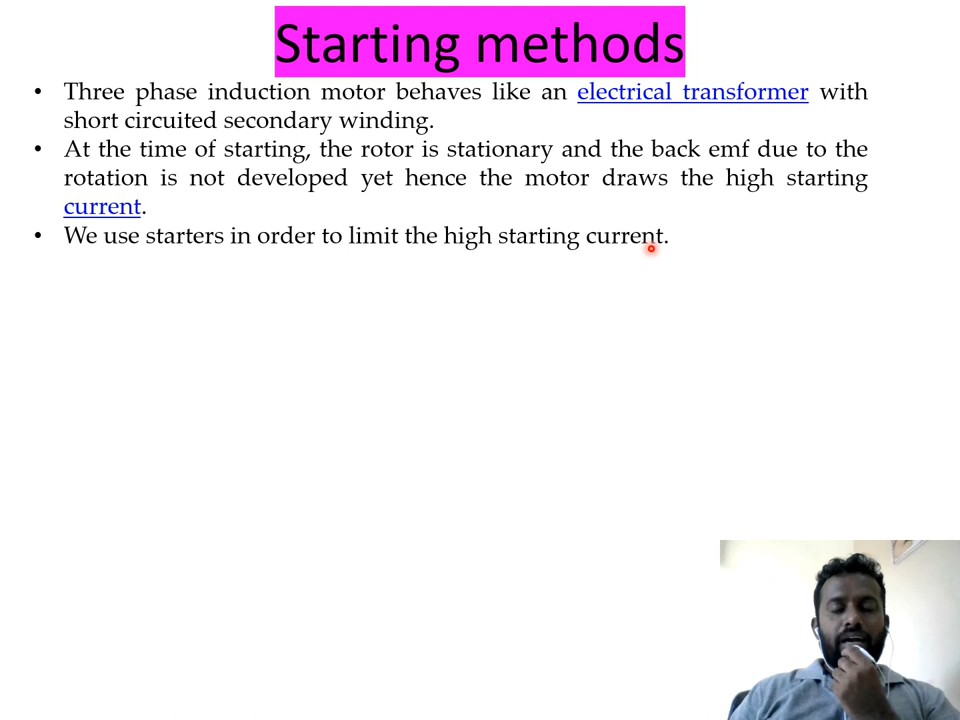 Starting methods
• Three phase induction motor behaves like an electrical transformer with
short circuited secondary winding.
• At the time of starting, the rotor is stationary and the back emf due to the
rotation is not developed yet hence the motor draws the high starting
current.
• We use starters in order to limit the high starting current.